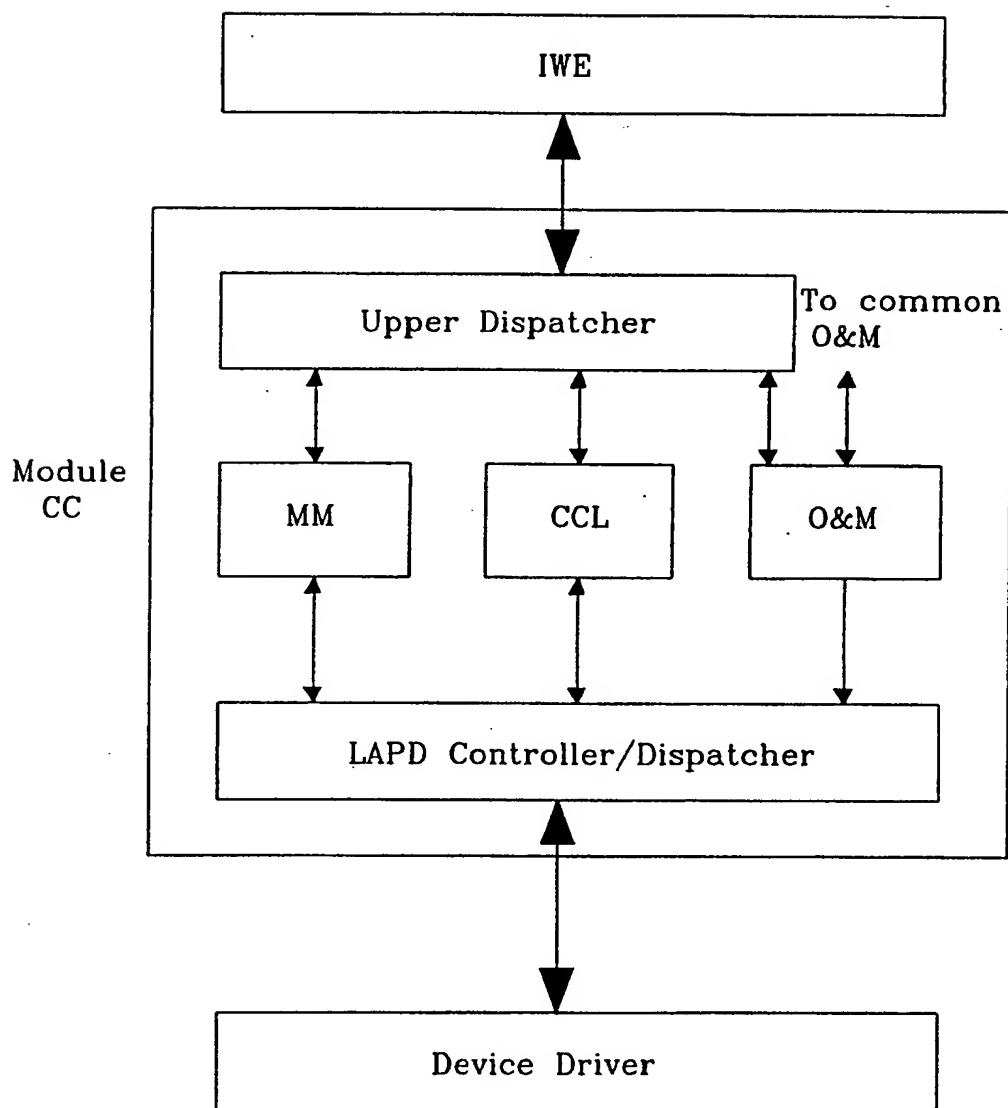 IWE
Upper Dispatcher
To common
O&M
Module
CC
MM
CCL
O&M
LAPD Controller/Dispatcher
Device Driver